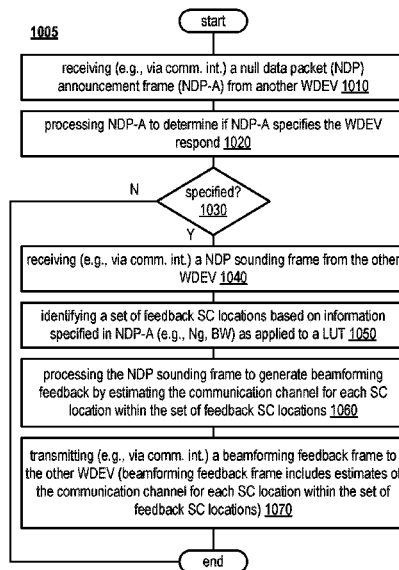 start
1005
receiving (e.g., via comm. int.) a null data packet (NDP)
announcement frame (NDP-A) from another WDEV 1010
processing NDP-A to determine if NDP-A specifies the WDEV
respond 1020
N
specified?
1030
Y
receiving (e.g., via comm. int.) a NDP sounding frame from the other
WDEV 1040
identifying a set of feedback SC locations based on information
specified in NDP-A (e.g., Ng, BW) as applied to a LUT 1050
processing the NDP sounding frame to generate beamforming
feedback by estimating the communication channel for each SC
location within the set of feedback SC locations 1060
transmitting (e.g., via comm. int.) a beamforming feedback frame to
the other WDEV (beamforming feedback frame includes estimates of
the communication channel for each SC location within the set of
feedback SC locations) 1070
end